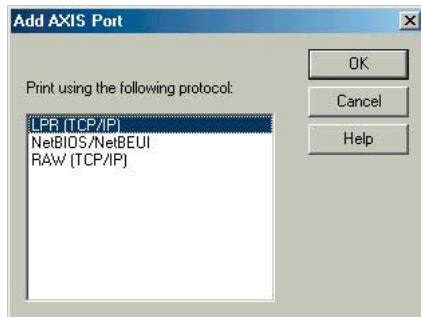 Add AXIS Port
OK
Print using the following protocol:
Cancel
LPR (TCP/IP)
NetBIOS/NetBEUI
Help
RAW (TCP/IP)